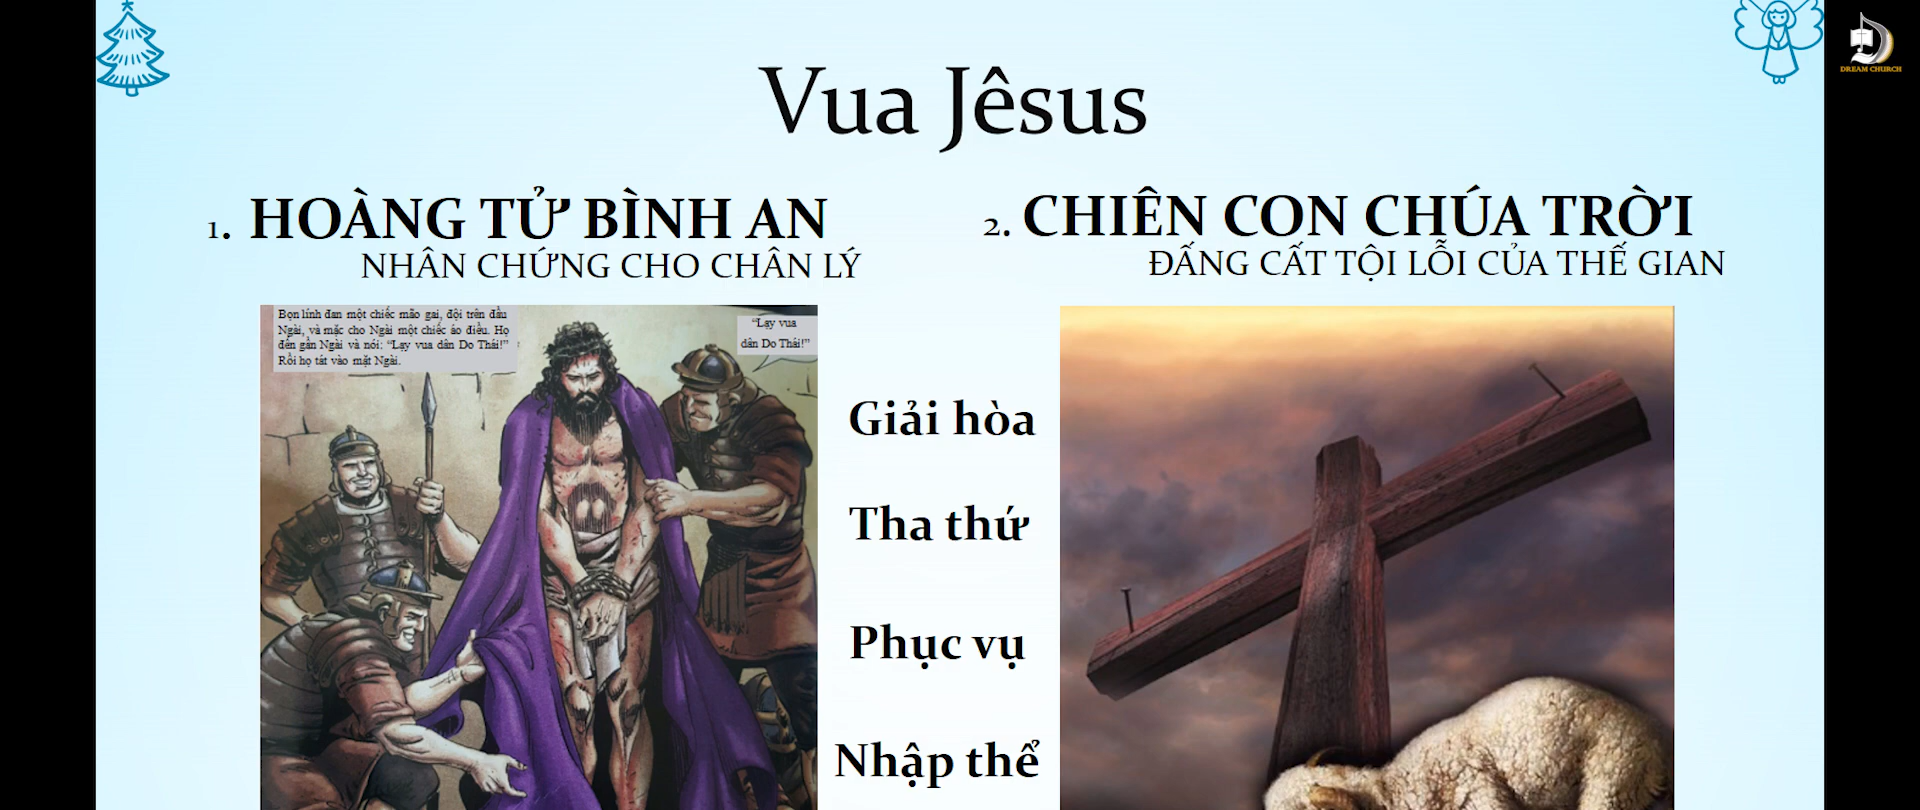 Vua Jêsus
1. HOÀNG TỬ BÌNH AN
NHÂN CHỨNG CHO CHÂN LÝ
2. CHIÊN CON CHÚA TRỜI
ĐẤNG CẤT TỘI LỖI CỦA THẾ GIAN
Bọn lính đan một chiếc mão gai, đội trên đầu
Ngài, và mặc cho Ngài một chiếc áo điều. Họ
đến gần Ngài và nói: “Lạy vua dân Do Thái!”
Rồi họ tát vào mặt Ngài.
“Lạy vua
dân Do Thái!”
Giải hòa
Tha thứ
Phục vụ
Nhập thể
DREAM CHURCH